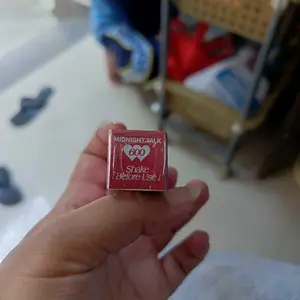 MIDNIGHT TALK
600
Shake
! Before Use !